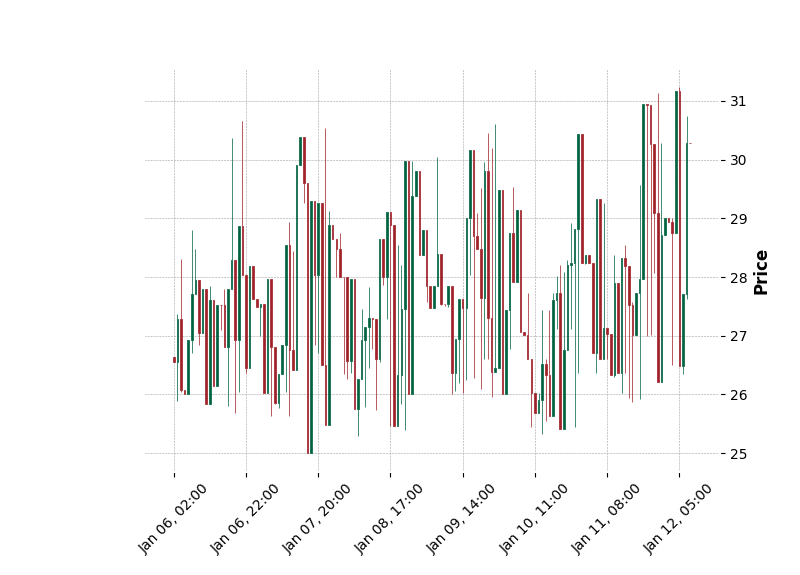 31
30
29
28
27
26
25
Price
Jan 06, 02:00
Jan 06, 22:00
Jan 07, 20:00
Jan 08, 17:00
Jan 09, 14:00
Jan 10, 11:00
Jan 11, 08:00
Jan 12, 05:00